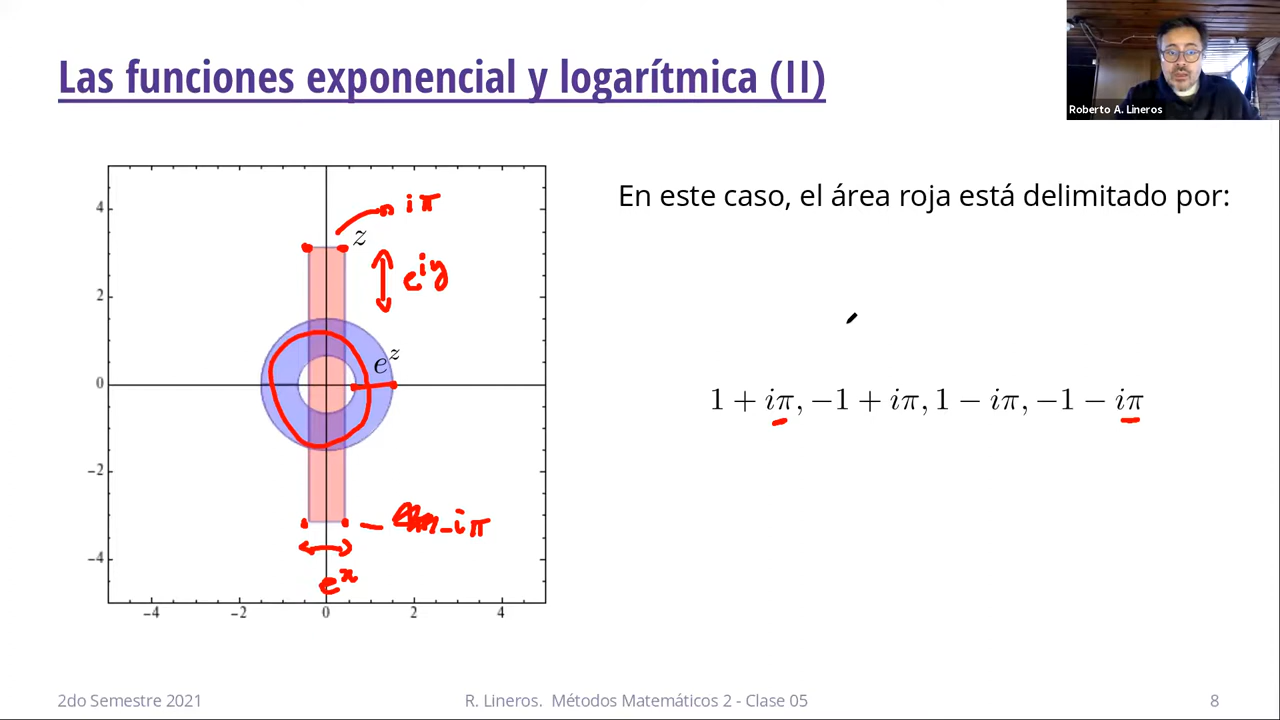 Las funciones exponencial y logarítmica (II)
Roberto A. Lineros
En este caso, el área roja está delimitado por:
1 + iπ, −1 + iπ, 1 − iπ, −1 − iπ
iπ
z
e^{iy}
e^z
-iπ
e^x
4
2
0
−2
−4
−4 −2 0 2 4
2do Semestre 2021
R. Lineros. Métodos Matemáticos 2 - Clase 05
8